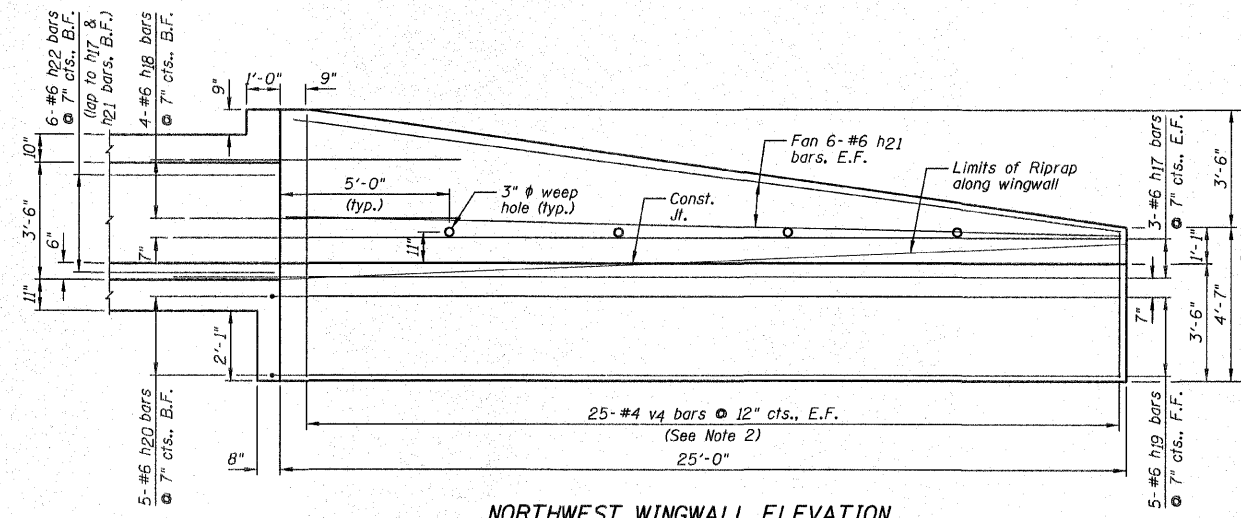 6-#6 h22 bars
@ 7" cts., B.F.
(lap to h17 &
h21 bars, B.F.)
4-#6 h18 bars
@ 7" cts., B.F.
9"
1'-0"
9"
10"
3'-6"
6"
11"
7"
5'-0"
(typ.)
3" ϕ weep
hole (typ.)
11"
Const.
Jt.
Fan 6-#6 h21
bars, E.F.
Limits of Riprap
along wingwall
3-#6 h17 bars
@ 7" cts., E.F.
3'-6"
1'-1"
7"
3'-6"
4'-7"
2'-1"
8"
5-#6 h20 bars
@ 7" cts., B.F.
25-#4 v4 bars @ 12" cts., E.F.
(See Note 2)
25'-0"
5-#6 h19 bars
@ 7" cts., F.F.
NORTHWEST WINGWALL ELEVATION